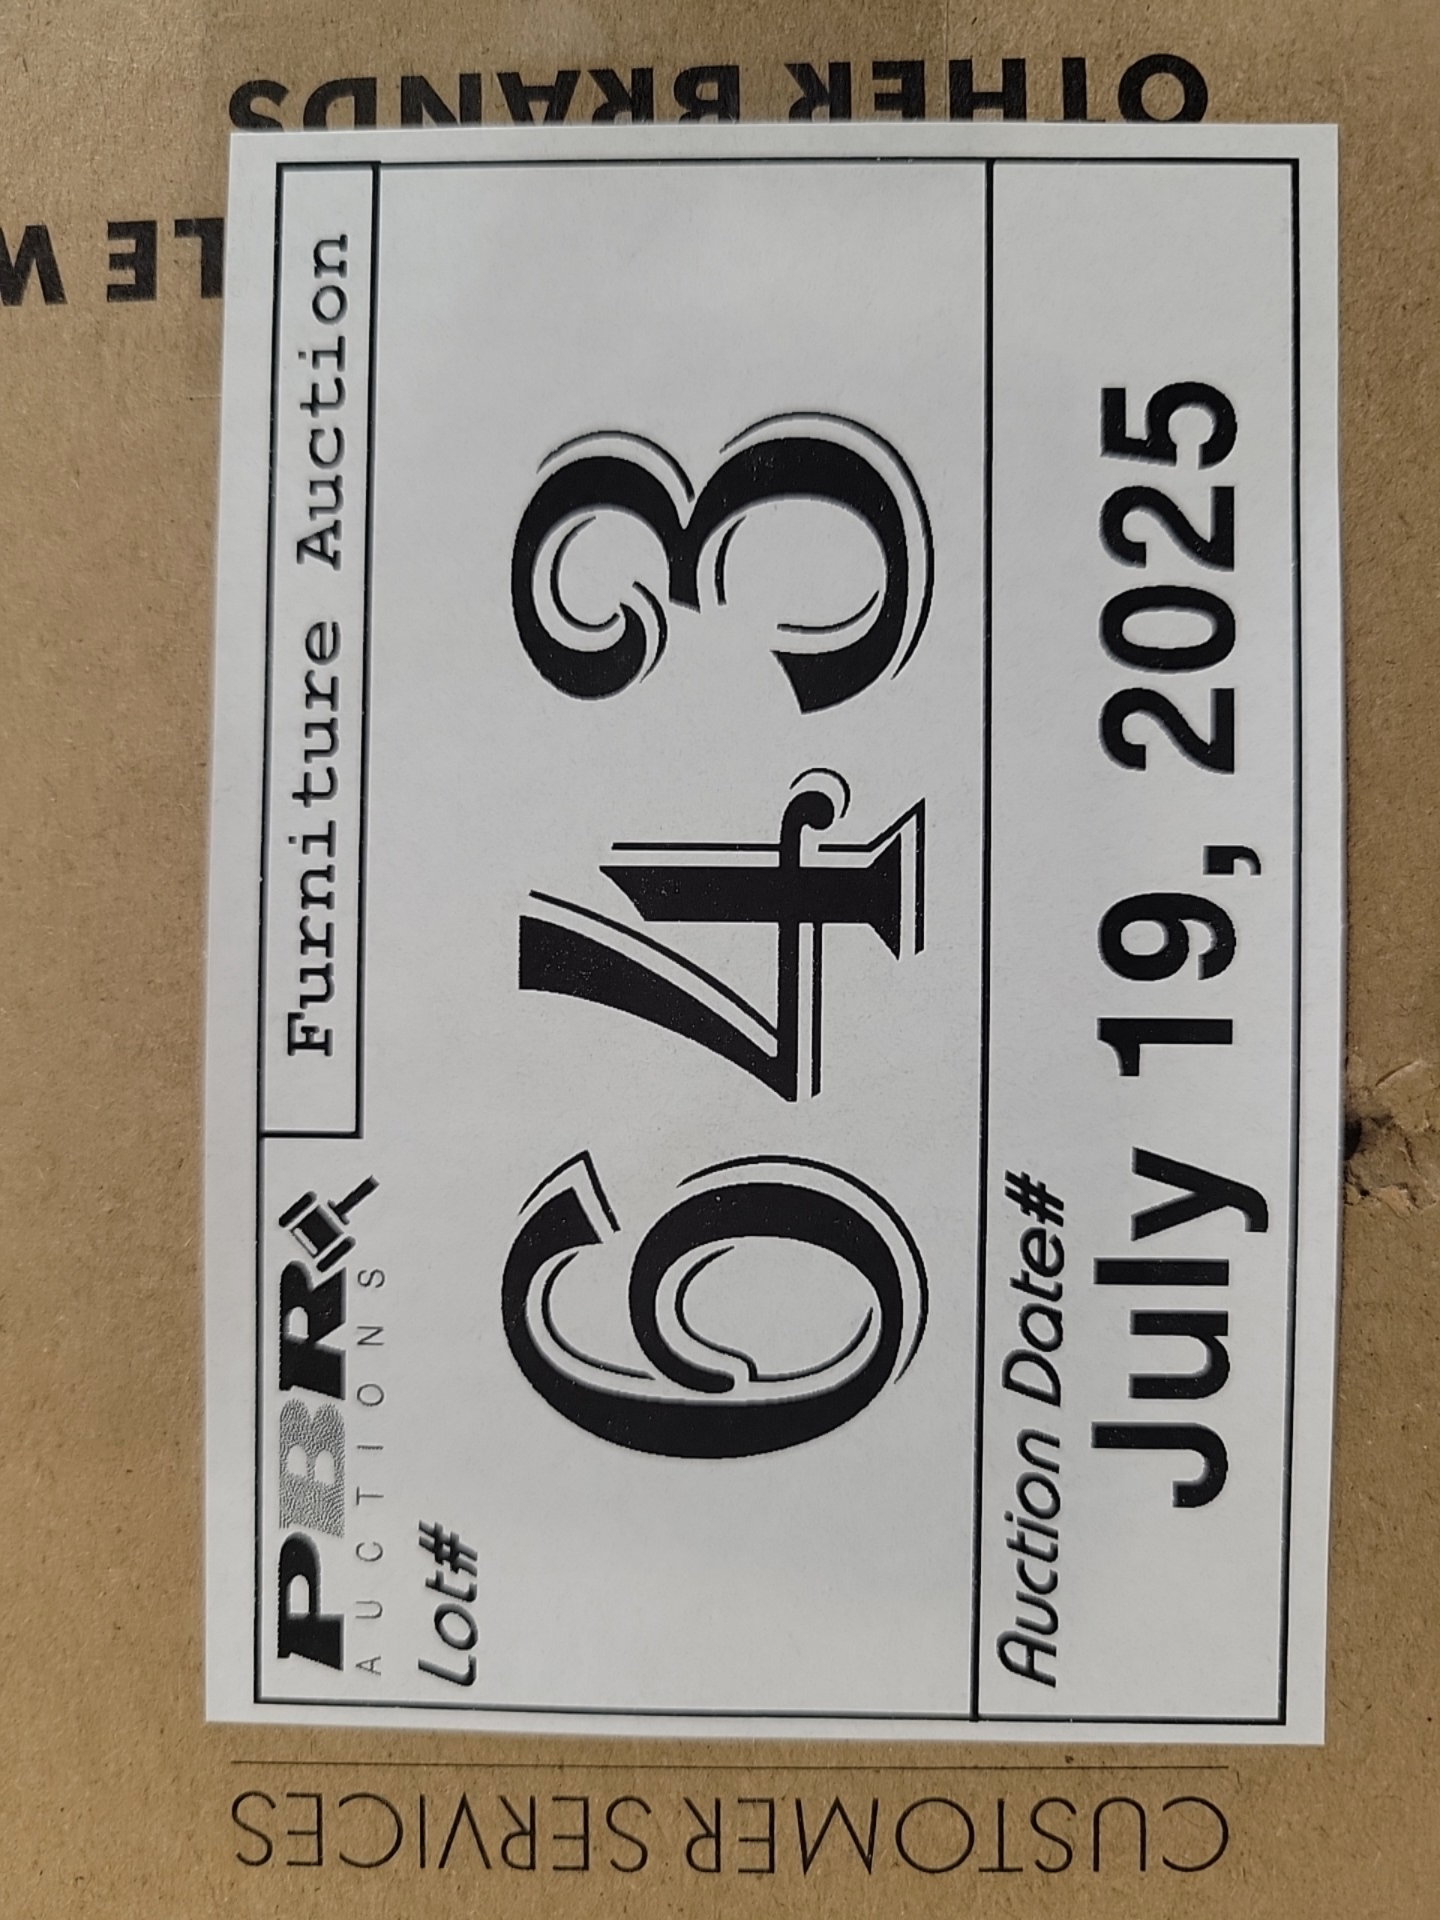 OTHER BRANDS
LE W
PBR
AUCTIONS
Furniture Auction
Lot#
643
Auction Date#
July 19, 2025
CUSTOMER SERVICES